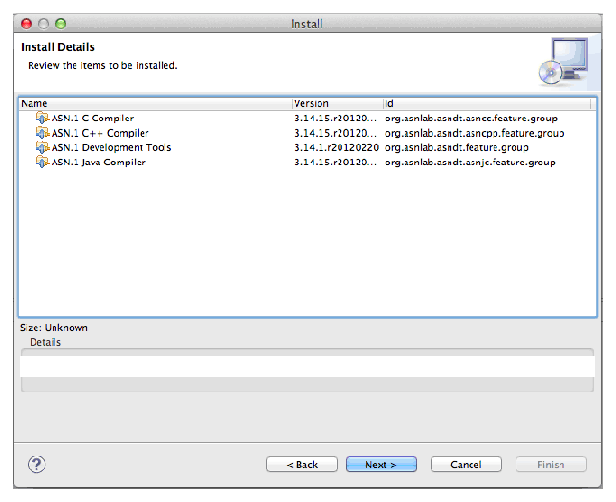 Install
Install Details
Review the items to be installed.
Name Version Id
ASN.1 C Compiler 3.14.15.r20120... org.asnlab.asndt.asncc.feature.group
ASN.1 C++ Compiler 3.14.15.r20120... org.asnlab.asndt.asncpp.feature.group
ASN.1 Development Tools 3.14.1.r20120220 org.asnlab.asndt.feature.group
ASN.1 Java Compiler 3.14.15.r20120... org.asnlab.asndt.asnjc.feature.group
Size: Unknown
Details
? < Back Next > Cancel Finish